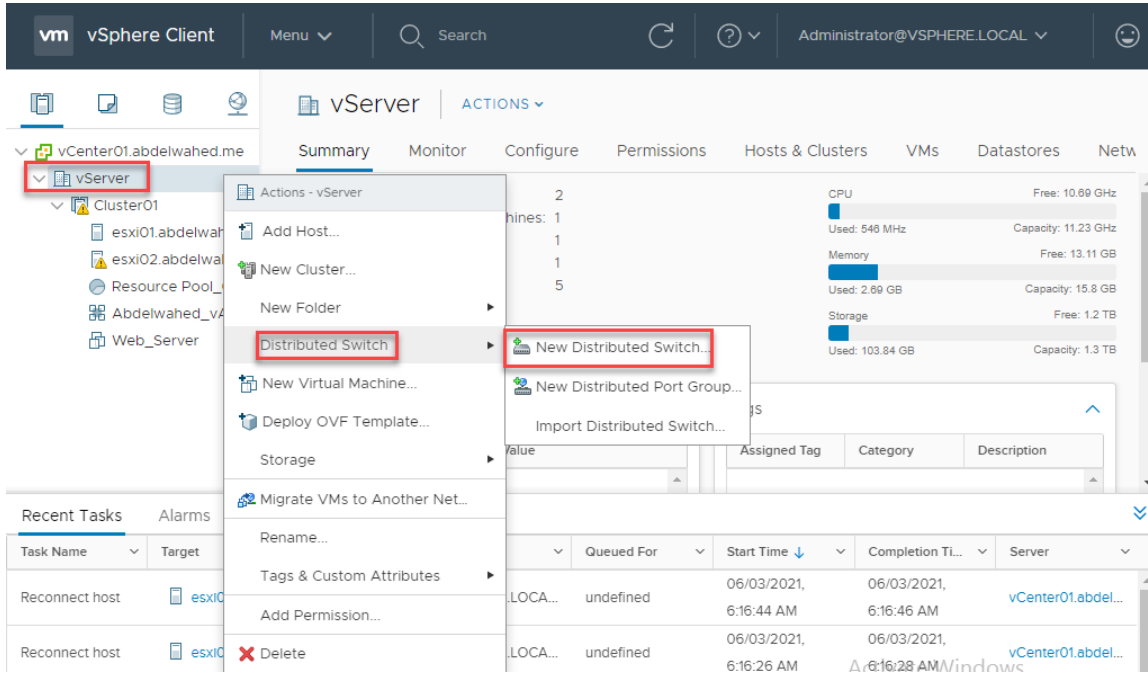 vm vSphere Client Menu Search Administrator@VSPHERE.LOCAL
vServer ACTIONS
vCenter01.abdelwahed.me
Summary Monitor Configure Permissions Hosts & Clusters VMs Datastores Netw
vServer
Cluster01
esxi01.abdelwah
esxi02.abdelwa
Resource Pool_
Abdelwahed_vA
Web_Server
Actions - vServer
Add Host...
New Cluster...
New Folder
Distributed Switch
New Virtual Machine...
Deploy OVF Template...
Storage
Migrate VMs to Another Net...
Rename...
Tags & Custom Attributes
Add Permission...
Delete
New Distributed Switch...
New Distributed Port Group...
Import Distributed Switch...
2
hines: 1
1
1
5
CPU Free: 10.69 GHz
Used: 546 MHz Capacity: 11.23 GHz
Memory Free: 13.11 GB
Used: 2.69 GB Capacity: 15.8 GB
Storage Free: 1.2 TB
Used: 103.84 GB Capacity: 1.3 TB
gs
Value
Assigned Tag Category Description
Recent Tasks Alarms
Task Name Target Queued For Start Time Completion Ti... Server
Reconnect host esxi0 .LOCA... undefined 06/03/2021, 6:16:44 AM 06/03/2021, 6:16:46 AM vCenter01.abdel...
Reconnect host esxi0 .LOCA... undefined 06/03/2021, 6:16:26 AM 06/03/2021, 6:16:28 AM vCenter01.abdel...